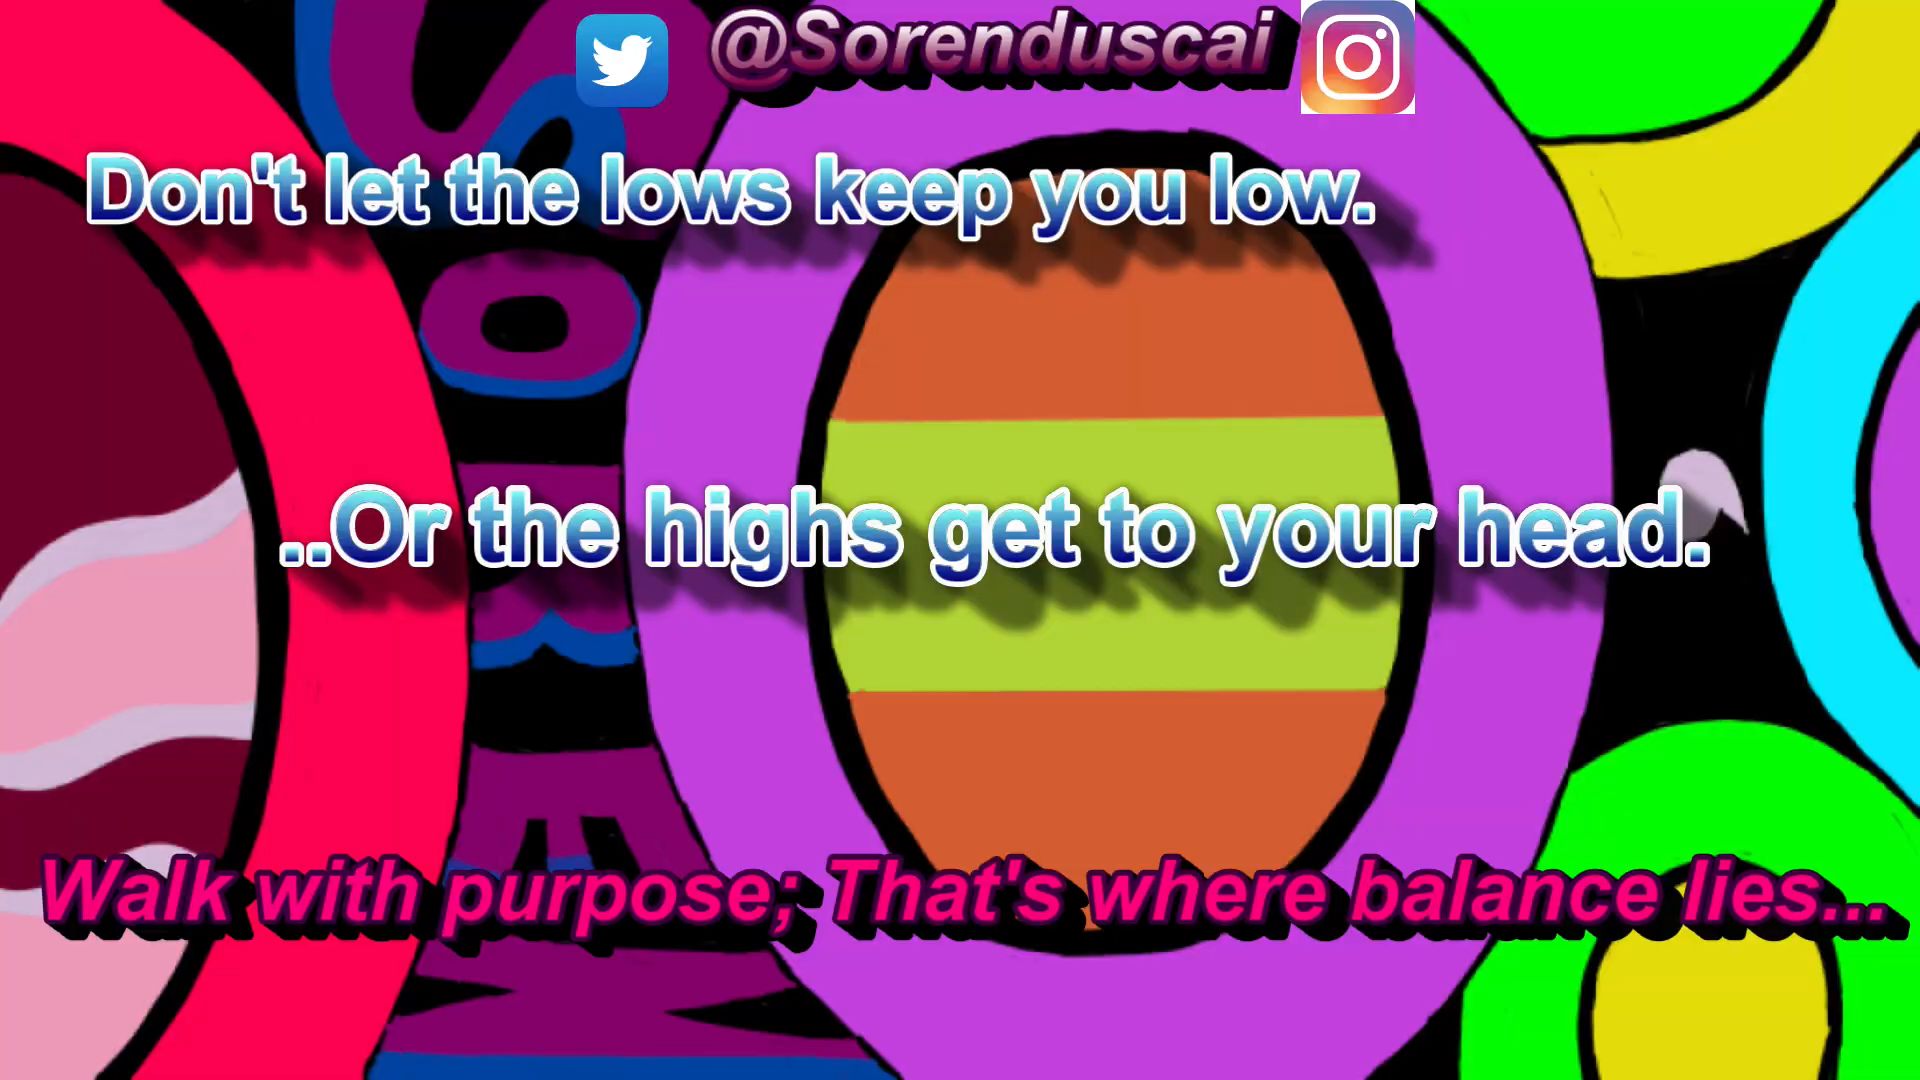 @Sorenduscai
Don't let the lows keep you low.
..Or the highs get to your head.
Walk with purpose; That's where balance lies...